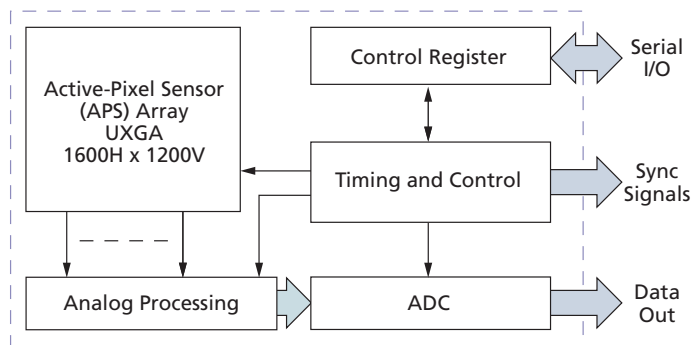 Active-Pixel Sensor
(APS) Array
UXGA
1600H x 1200V
Control Register
Serial
I/O
Timing and Control
Sync
Signals
Analog Processing
ADC
Data
Out